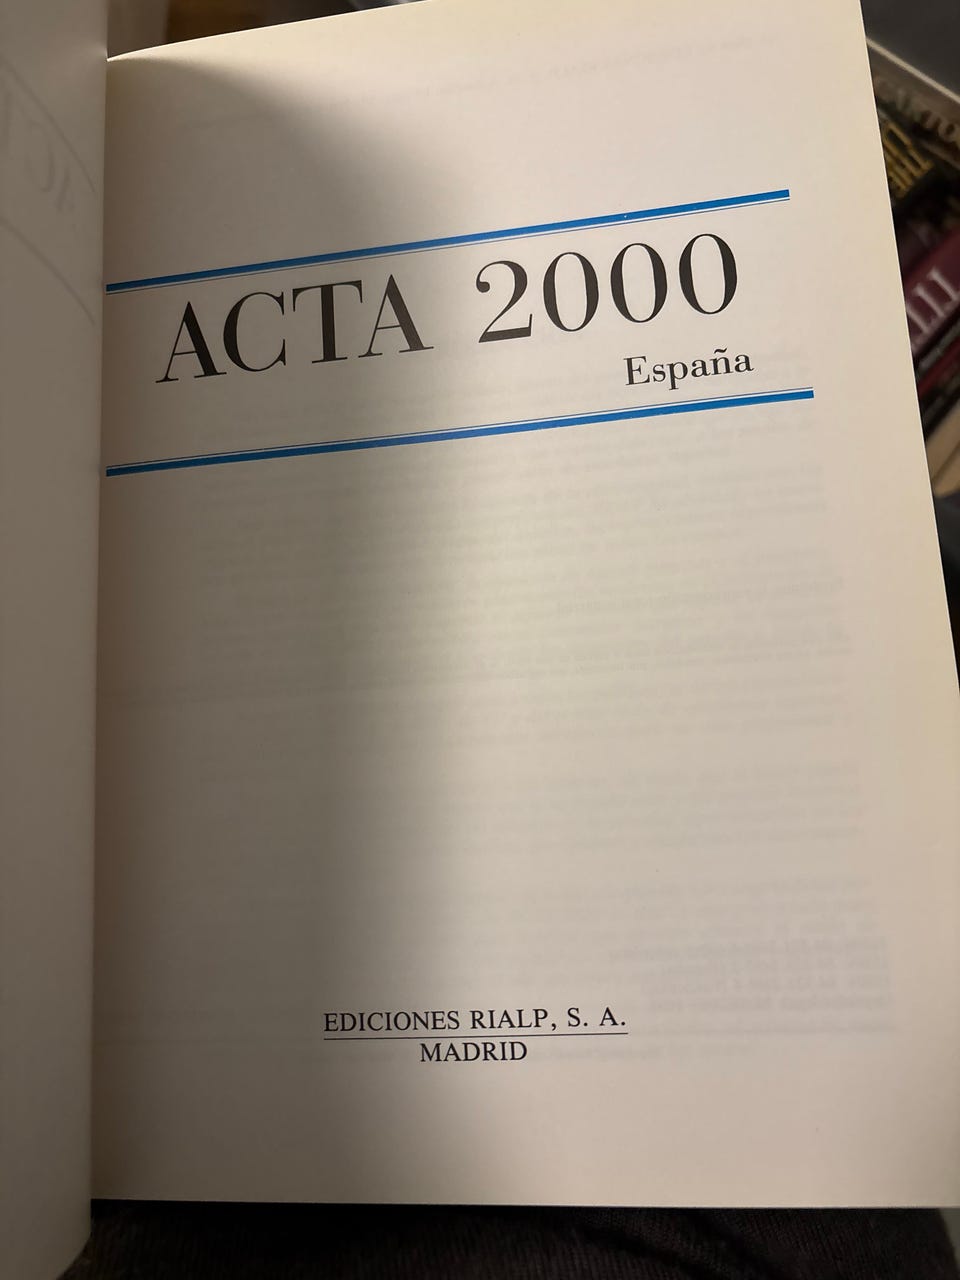 ACTA 2000
España
EDICIONES RIALP, S. A.
MADRID